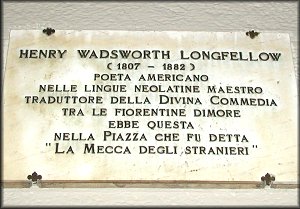 HENRY WADSWORTH LONGFELLOW
( 1807 - 1882 )
POETA AMERICANO
NELLE LINGUE NEOLATINE MAESTRO
TRADUTTORE DELLA DIVINA COMMEDIA
TRA LE FIORENTINE DIMORE
EBBE QUESTA
NELLA PIAZZA CHE FU DETTA
"LA MECCA DEGLI STRANIERI"